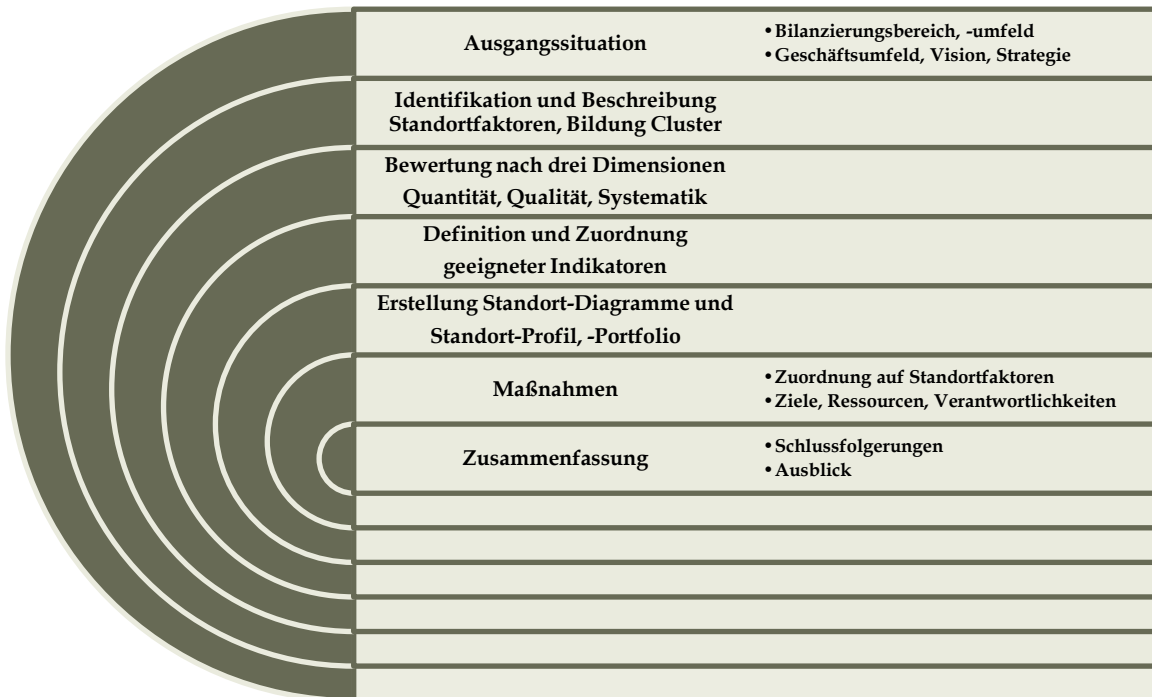 Ausgangssituation
• Bilanzierungsbereich, -umfeld
• Geschäftsumfeld, Vision, Strategie
Identifikation und Beschreibung
Standortfaktoren, Bildung Cluster
Bewertung nach drei Dimensionen
Quantität, Qualität, Systematik
Definition und Zuordnung
geeigneter Indikatoren
Erstellung Standort-Diagramme und
Standort-Profil, -Portfolio
Maßnahmen
• Zuordnung auf Standortfaktoren
• Ziele, Ressourcen, Verantwortlichkeiten
Zusammenfassung
• Schlussfolgerungen
• Ausblick